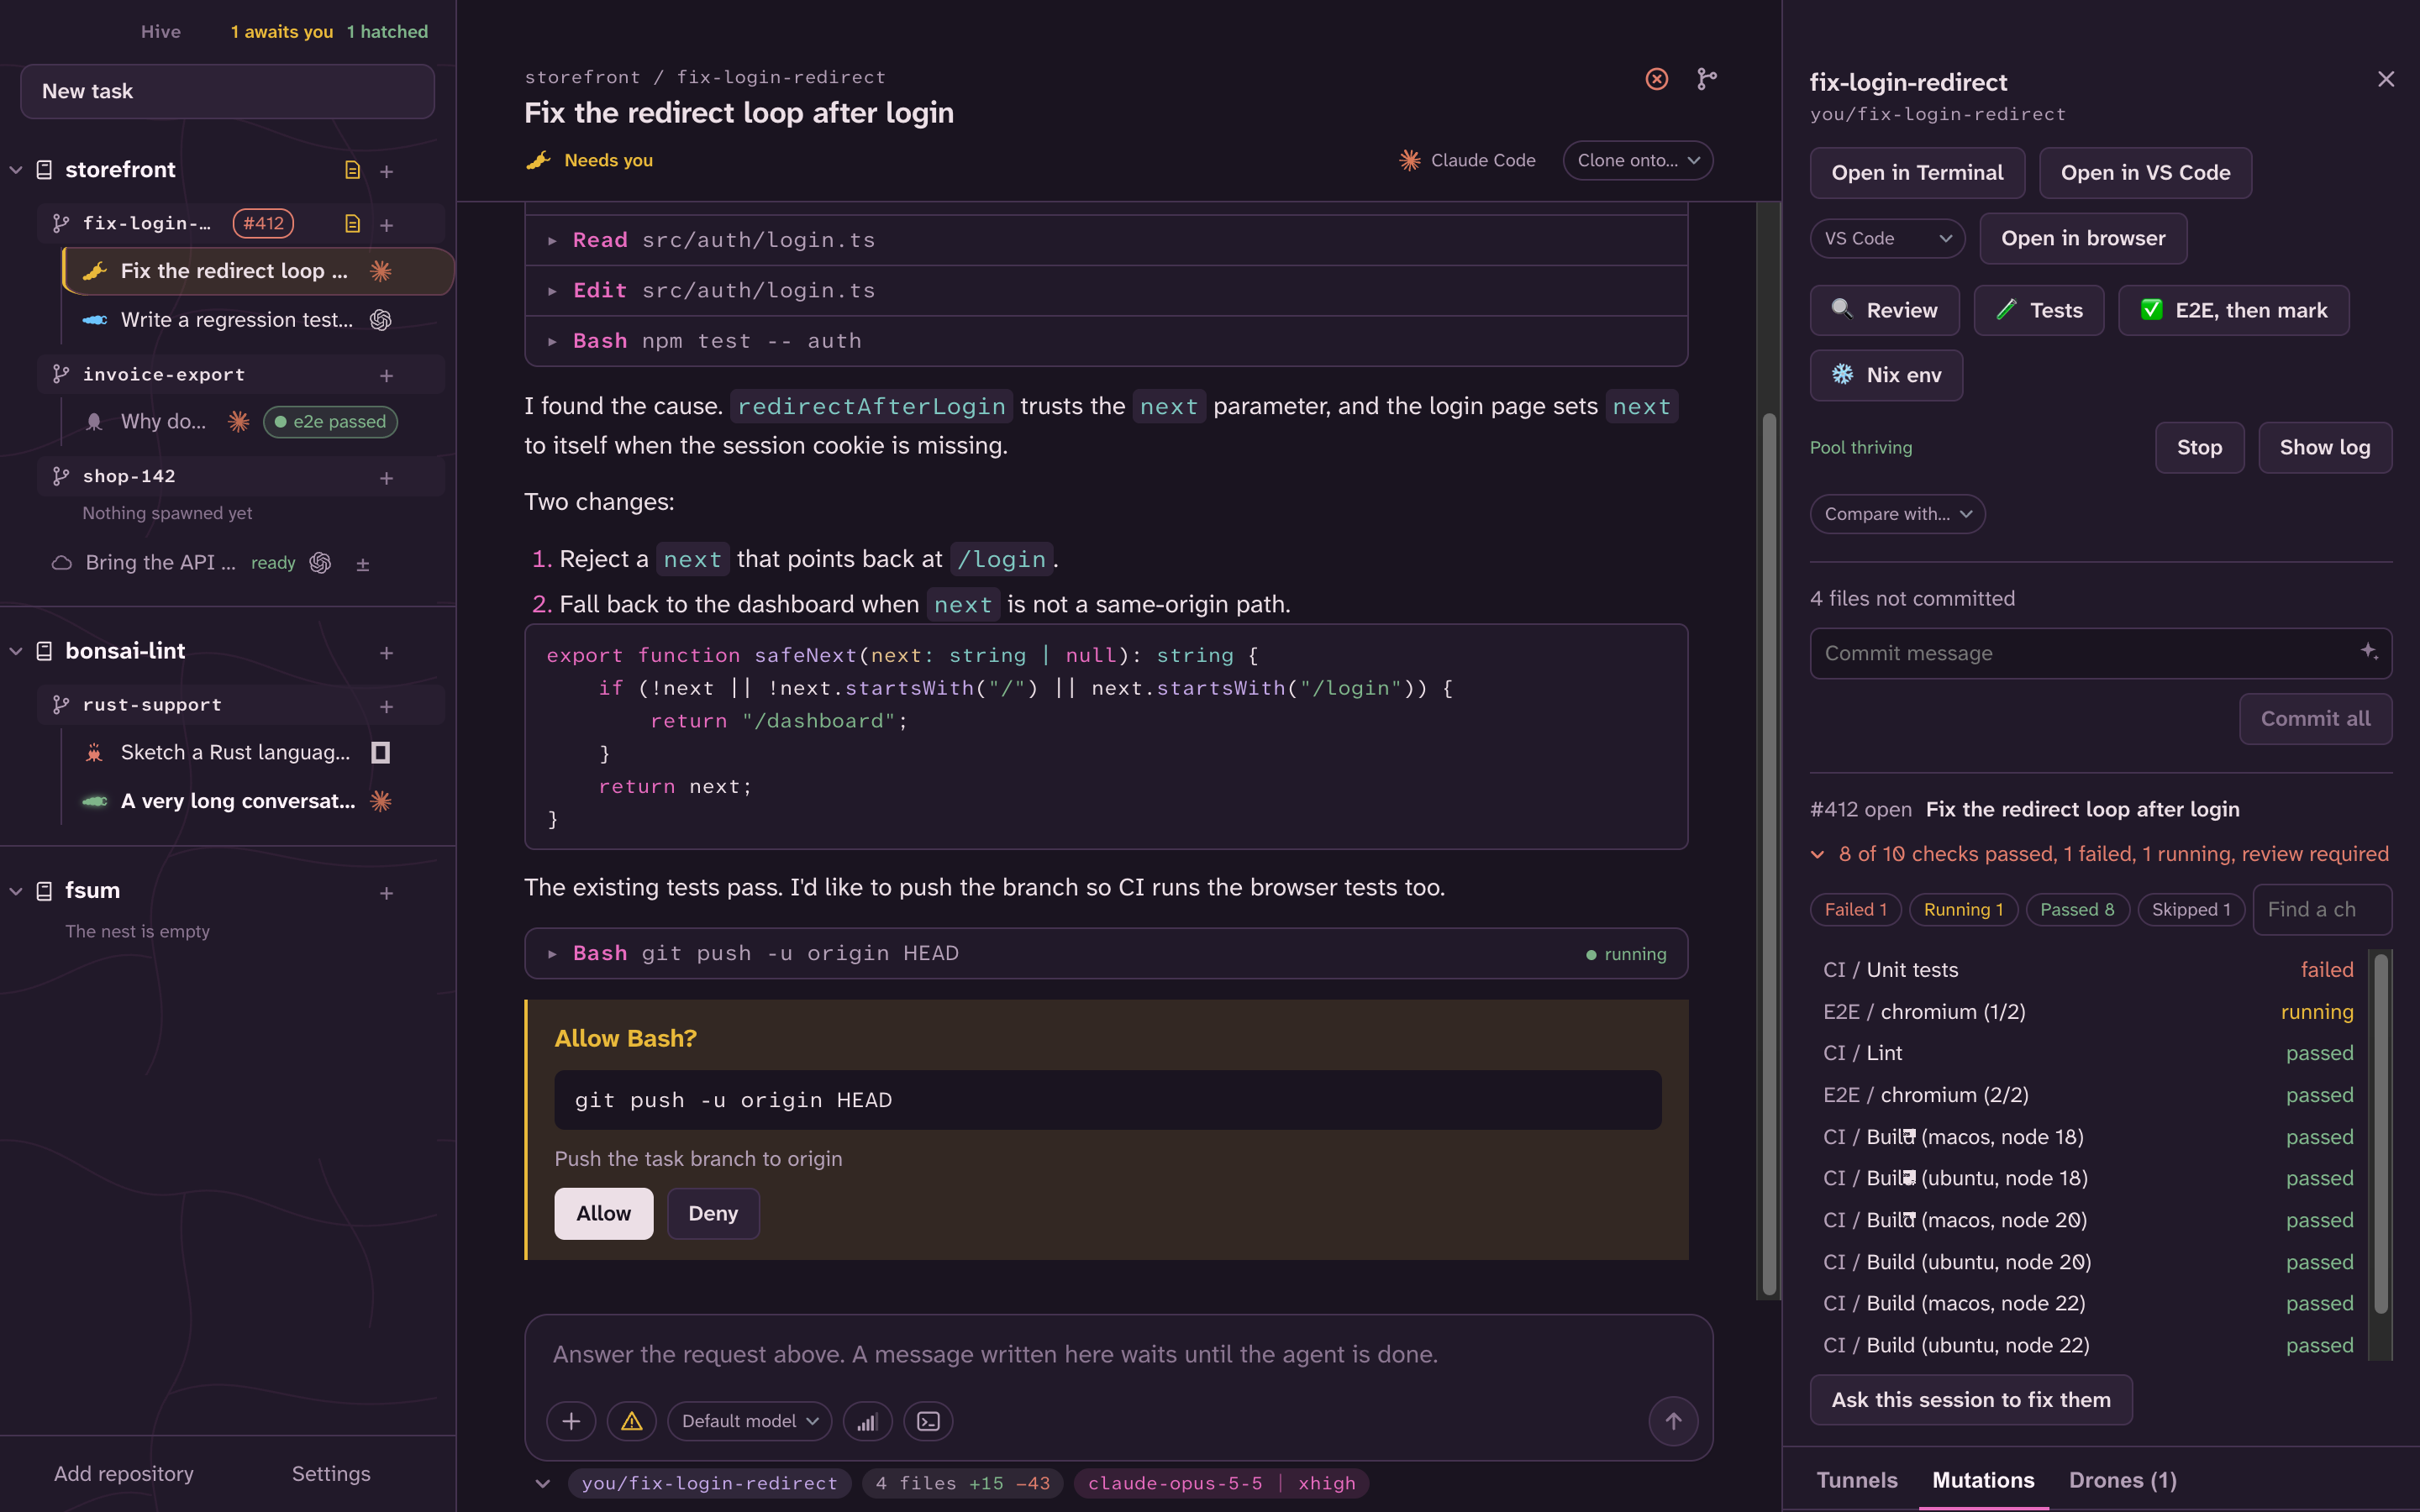 Hive 1 awaits you 1 hatched
New task
storefront
fix-login-... #412
Fix the redirect loop ...
Write a regression test...
invoice-export
Why do... e2e passed
shop-142
Nothing spawned yet
Bring the API ... ready
bonsai-lint
rust-support
Sketch a Rust languag...
A very long conversat...
fsum
The nest is empty
Add repository Settings
storefront / fix-login-redirect
Fix the redirect loop after login
Needs you Claude Code Clone onto...
Read src/auth/login.ts
Edit src/auth/login.ts
Bash npm test -- auth
I found the cause. redirectAfterLogin trusts the next parameter, and the login page sets next
to itself when the session cookie is missing.
Two changes:
1. Reject a next that points back at /login.
2. Fall back to the dashboard when next is not a same-origin path.
export function safeNext(next: string | null): string {
if (!next || !next.startsWith("/") || next.startsWith("/login")) {
return "/dashboard";
}
return next;
}
The existing tests pass. I'd like to push the branch so CI runs the browser tests too.
Bash git push -u origin HEAD running
Allow Bash?
git push -u origin HEAD
Push the task branch to origin
Allow Deny
Answer the request above. A message written here waits until the agent is done.
Default model
you/fix-login-redirect 4 files +15 −43 claude-opus-5-5 | xhigh
fix-login-redirect
you/fix-login-redirect
Open in Terminal Open in VS Code
VS Code Open in browser
Review Tests E2E, then mark
Nix env
Pool thriving Stop Show log
Compare with...
4 files not committed
Commit message
Commit all
#412 open Fix the redirect loop after login
8 of 10 checks passed, 1 failed, 1 running, review required
Failed 1 Running 1 Passed 8 Skipped 1 Find a ch
CI / Unit tests failed
E2E / chromium (1/2) running
CI / Lint passed
E2E / chromium (2/2) passed
CI / Build (macos, node 18) passed
CI / Build (ubuntu, node 18) passed
CI / Build (macos, node 20) passed
CI / Build (ubuntu, node 20) passed
CI / Build (macos, node 22) passed
CI / Build (ubuntu, node 22) passed
Ask this session to fix them
Tunnels Mutations Drones (1)